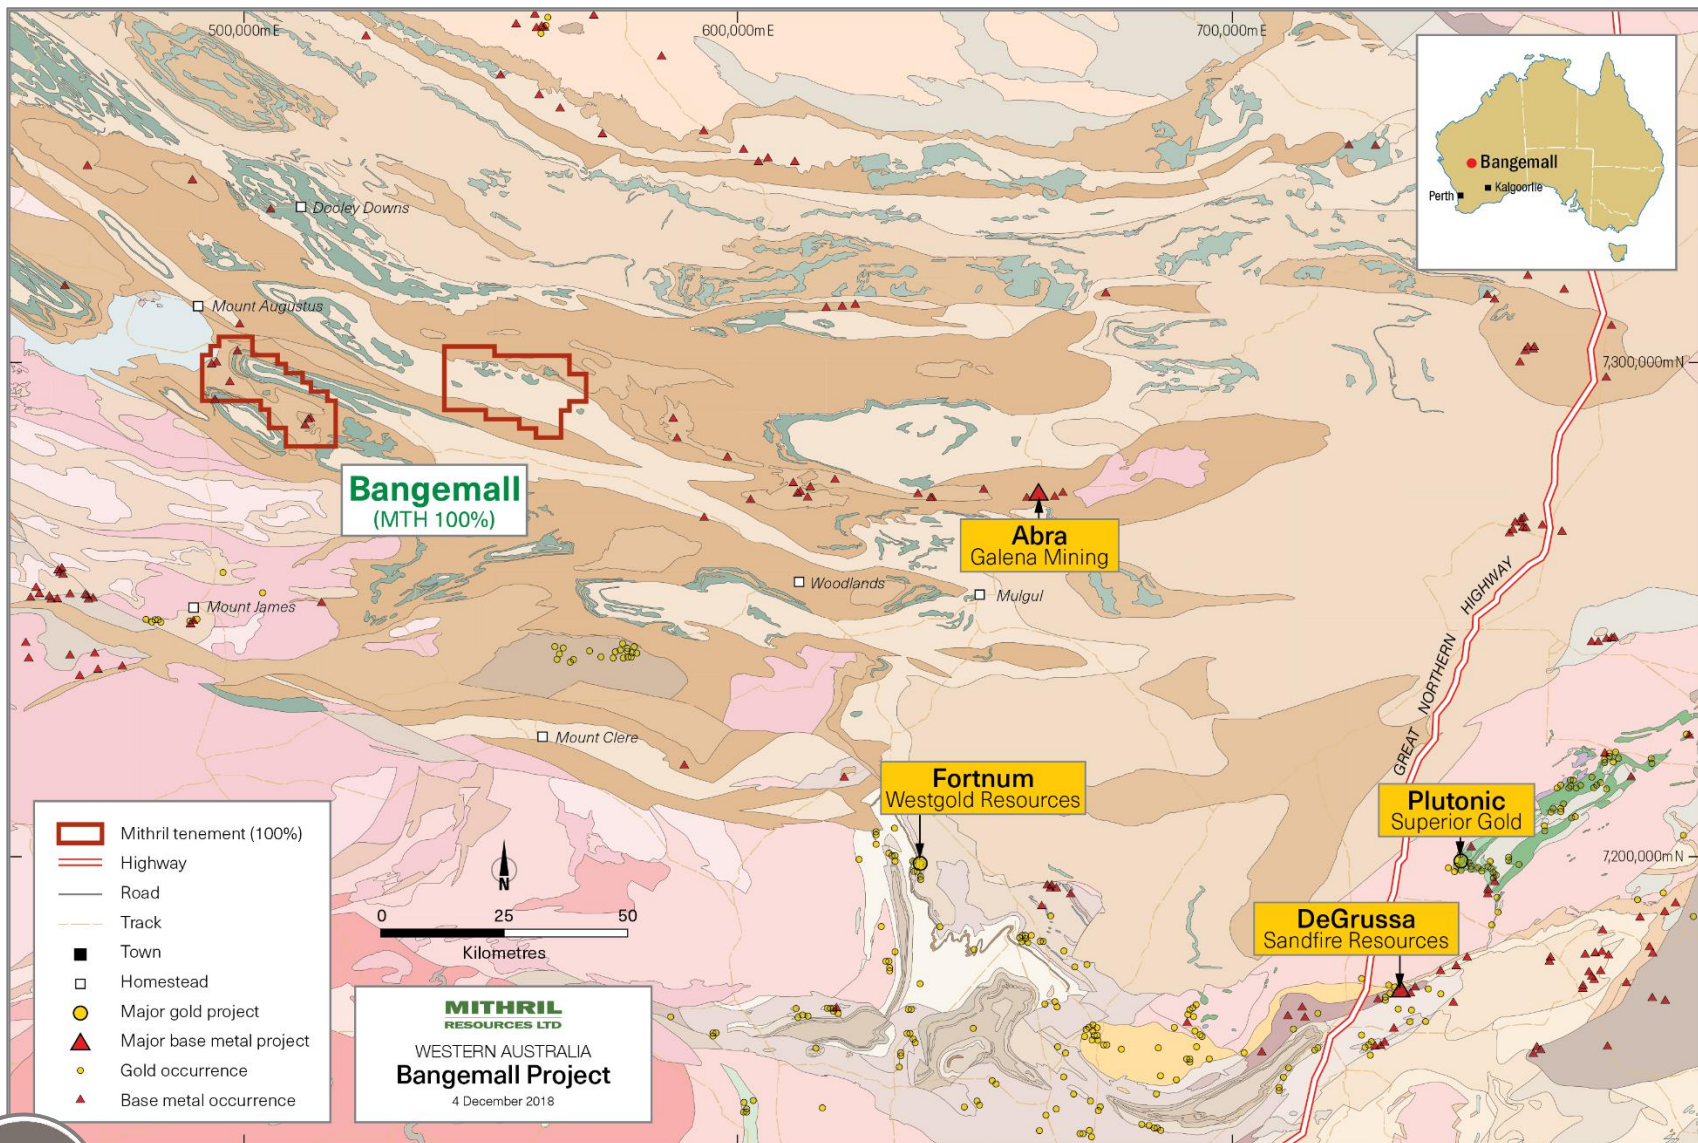 500,000mE
600,000mE
700,000mE
Bangemall
Kalgoorlie
Perth
Dooley Downs
Mount Augustus
7,300,000mN
Bangemall
(MTH 100%)
Abra
Galena Mining
Woodlands
Mulgul
Mount James
GREAT NORTHERN HIGHWAY
Mount Clere
Fortnum
Westgold Resources
Plutonic
Superior Gold
7,200,000mN
DeGrussa
Sandfire Resources
Mithril tenement (100%)
Highway
Road
Track
Town
Homestead
Major gold project
Major base metal project
Gold occurrence
Base metal occurrence
N
0 25 50
Kilometres
MITHRIL
RESOURCES LTD
WESTERN AUSTRALIA
Bangemall Project
4 December 2018